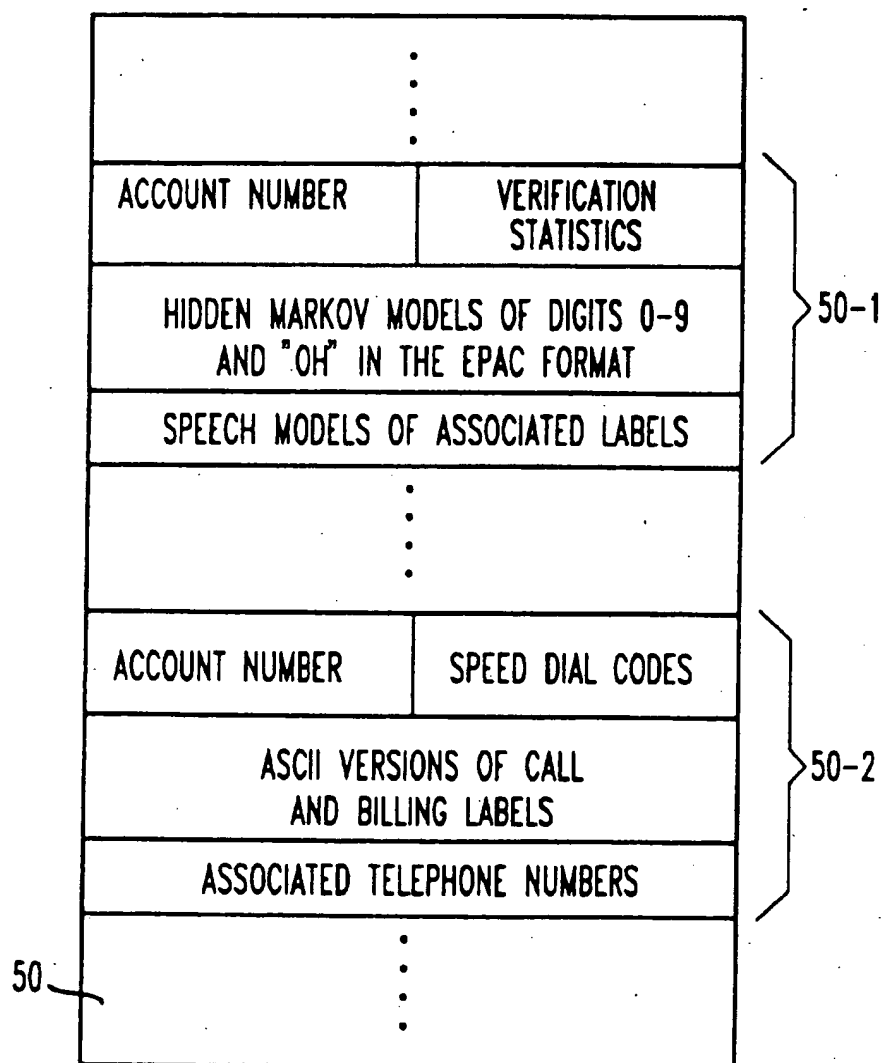 ACCOUNT NUMBER
VERIFICATION
STATISTICS
HIDDEN MARKOV MODELS OF DIGITS 0-9
AND "OH" IN THE EPAC FORMAT
SPEECH MODELS OF ASSOCIATED LABELS
50-1
ACCOUNT NUMBER
SPEED DIAL CODES
ASCII VERSIONS OF CALL
AND BILLING LABELS
ASSOCIATED TELEPHONE NUMBERS
50-2
50